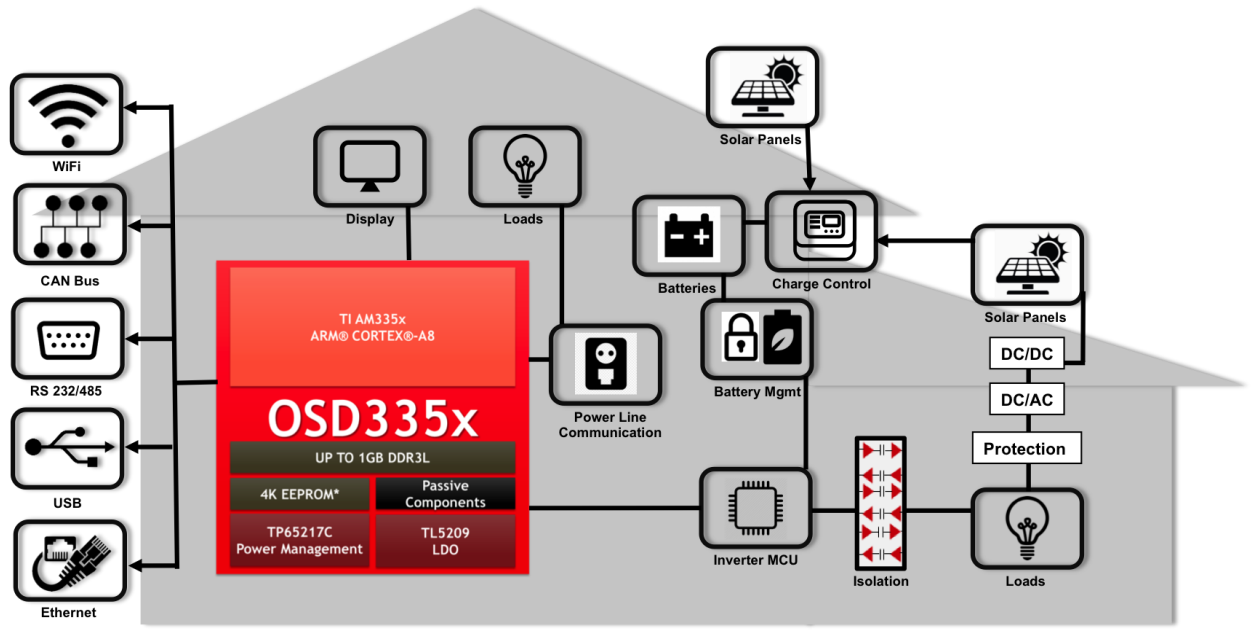 WiFi
CAN Bus
RS 232/485
USB
Ethernet
Display
Loads
TI AM335x
ARM® CORTEX®-A8
OSD335x
UP TO 1GB DDR3L
4K EEPROM*
Passive
Components
TP65217C
Power Management
TL5209
LDO
Power Line
Communication
Solar Panels
Batteries
Charge Control
Battery Mgmt
Inverter MCU
Isolation
Solar Panels
DC/DC
DC/AC
Protection
Loads